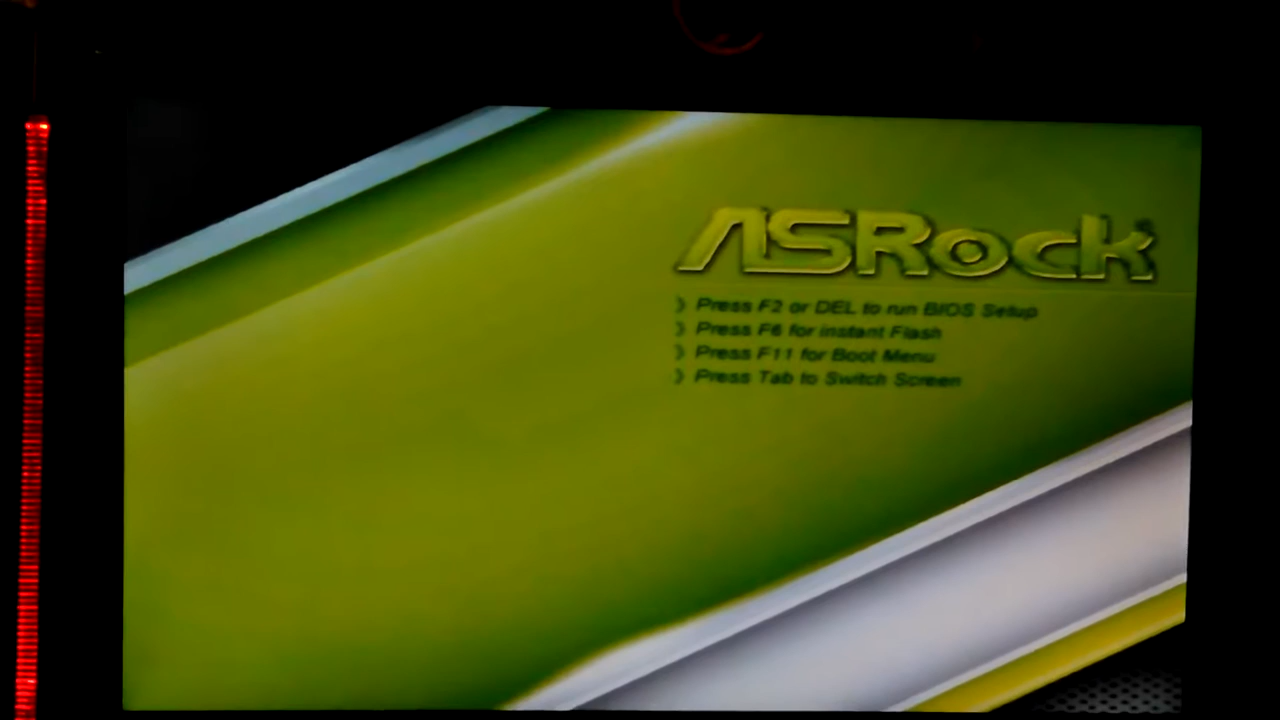 ASRock
Press F2 or DEL to run BIOS Setup
Press F6 for Instant Flash
Press F11 for Boot Menu
Press Tab to Switch Screen